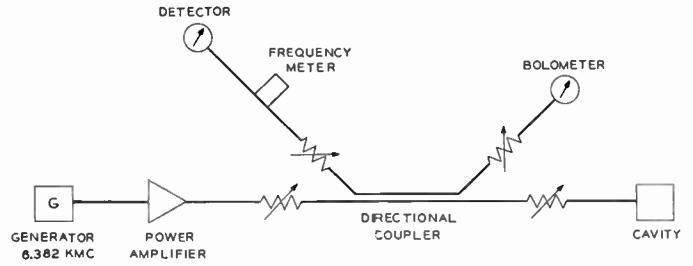 DETECTOR
FREQUENCY
METER
BOLOMETER
G
GENERATOR
6.382 KMC
POWER
AMPLIFIER
DIRECTIONAL
COUPLER
CAVITY